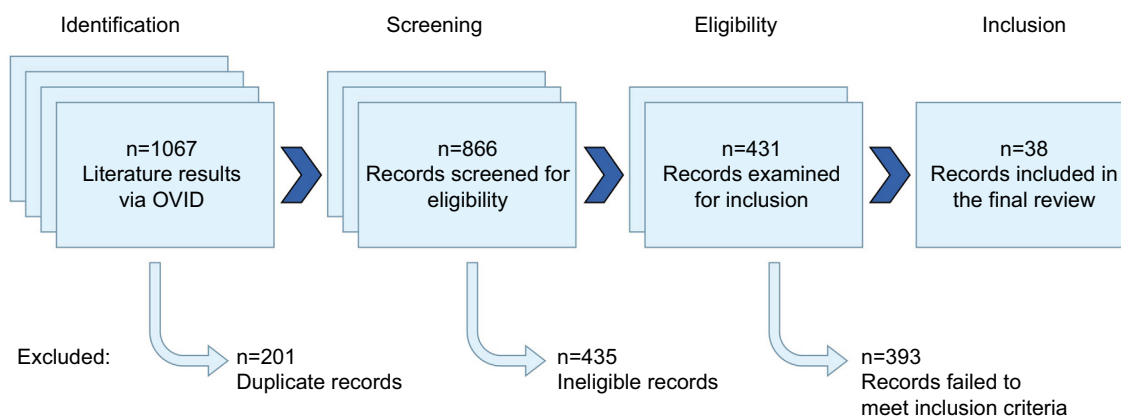 Identification
Screening
Eligibility
Inclusion
n=1067
Literature results
via OVID
n=866
Records screened for
eligibility
n=431
Records examined
for inclusion
n=38
Records included in
the final review
Excluded:
n=201
Duplicate records
n=435
Ineligible records
n=393
Records failed to
meet inclusion criteria